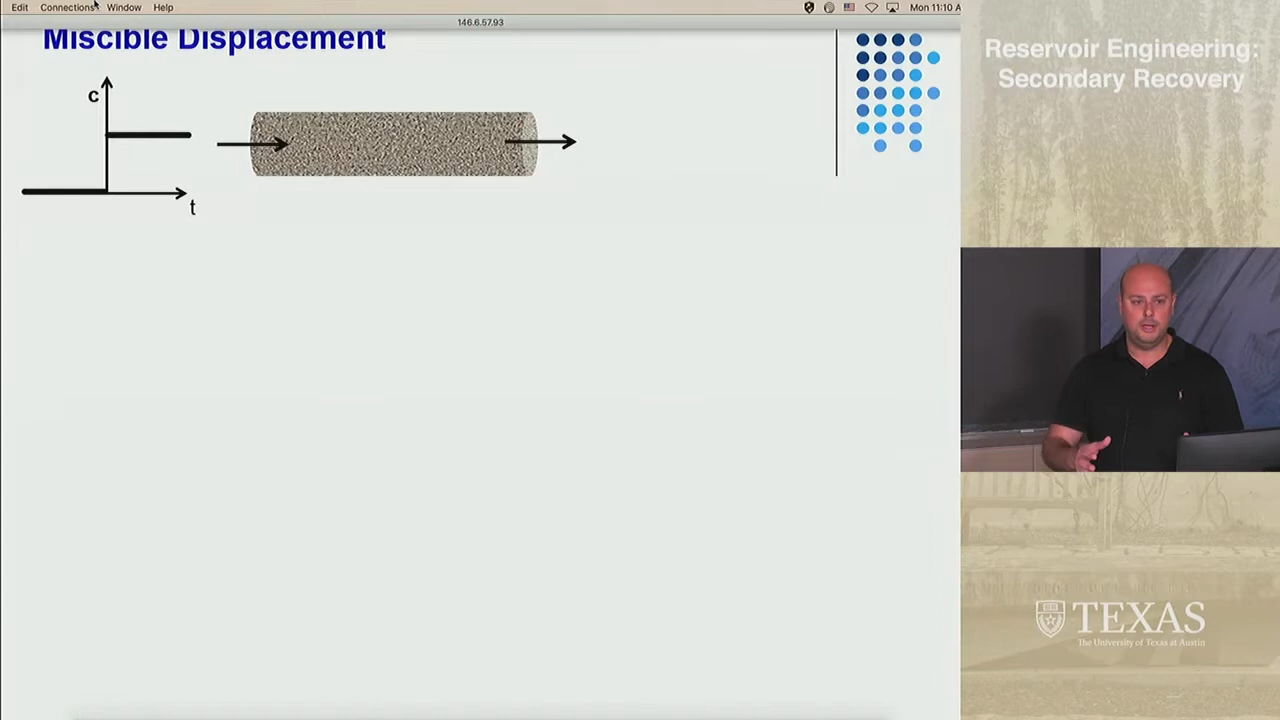 Edit Connections Window Help
Mon 11:10 A
146.6.57.93
Miscible Displacement
c
t
Reservoir Engineering:
Secondary Recovery
TEXAS
The University of Texas at Austin